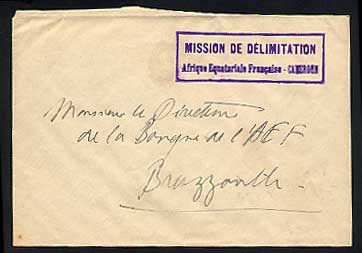 MISSION DE DÉLIMITATION
Afrique Equatoriale Française - CAMEROUN
Monsieur le Directeur
de la Banque de l'AEF
Brazzaville